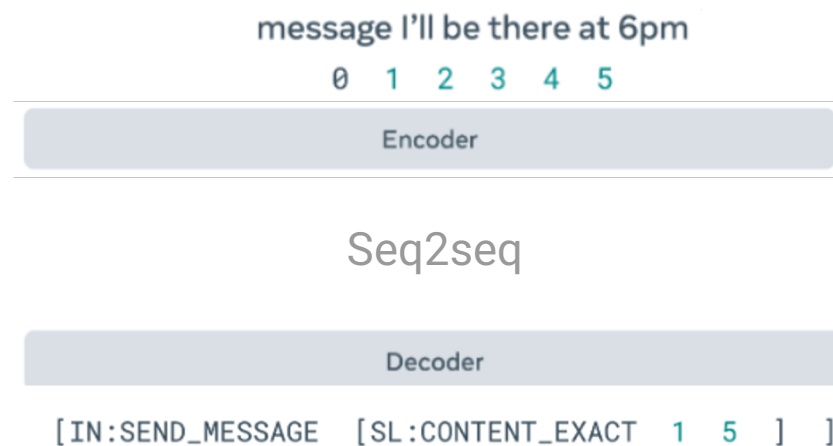 message I’ll be there at 6pm
0 1 2 3 4 5
Encoder
Seq2seq
Decoder
[IN:SEND_MESSAGE [SL:CONTENT_EXACT 1 5 ] ]